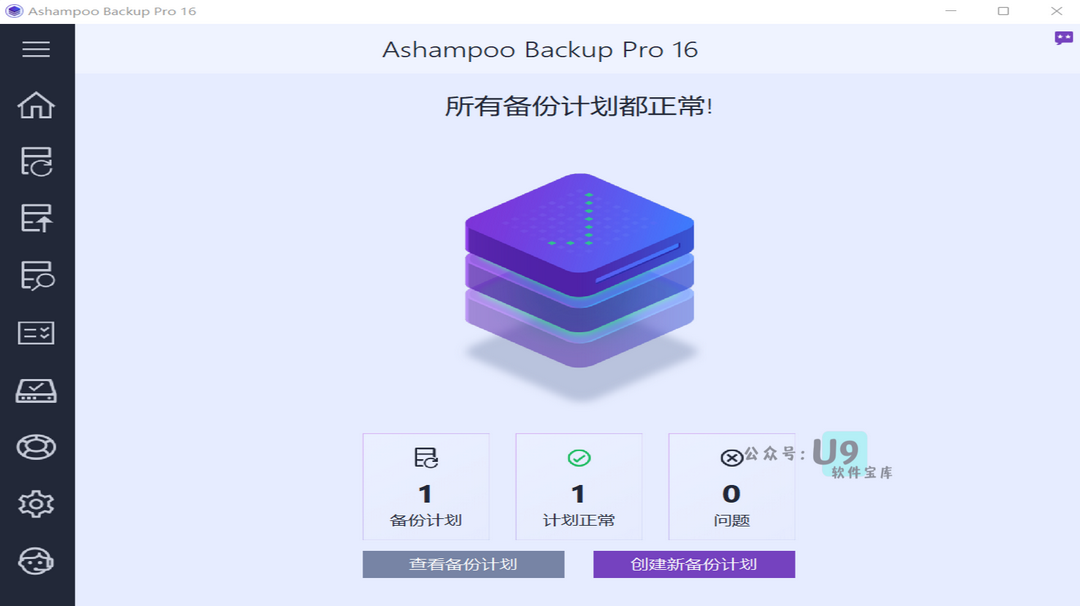 Ashampoo Backup Pro 16
Ashampoo Backup Pro 16
所有备份计划都正常!
1
备份计划
1
计划正常
0
问题
公众号:
U9
软件宝库
查看备份计划
创建新备份计划